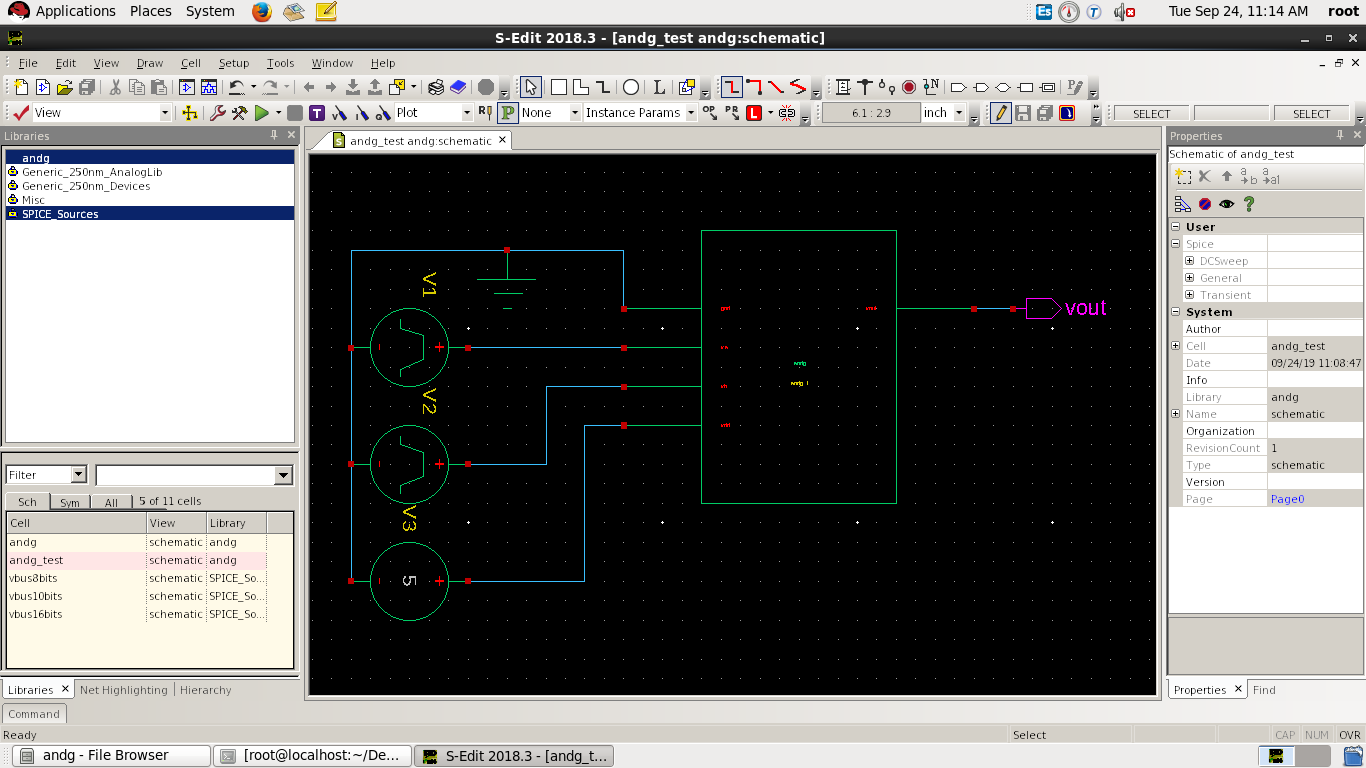 Applications Places System
Es
T
Tue Sep 24, 11:14 AM root
S-Edit 2018.3 - [andg_test andg:schematic]
File Edit View Draw Cell Setup Tools Window Help
View
T
Plot
P None
Instance Params
OP PR L
6.1 : 2.9 inch
SELECT SELECT
Libraries
andg
Generic_250nm_AnalogLib
Generic_250nm_Devices
Misc
SPICE_Sources
Filter
Sch Sym All 5 of 11 cells
Cell View Library
andg schematic andg
andg_test schematic andg
vbus8bits schematic SPICE_So...
vbus10bits schematic SPICE_So...
vbus16bits schematic SPICE_So...
Libraries Net Highlighting Hierarchy
Command
andg_test andg:schematic
V1
- +
V2
- +
V3
- 5 +
andg
vout
Properties
Schematic of andg_test
User
Spice
DCSweep
General
Transient
System
Author
Cell andg_test
Date 09/24/19 11:08:47
Info
Library andg
Name schematic
Organization
RevisionCount 1
Type schematic
Version
Page Page0
Properties Find
Ready Select CAP NUM OVR
andg - File Browser [root@localhost:~/De... S-Edit 2018.3 - [andg_t...